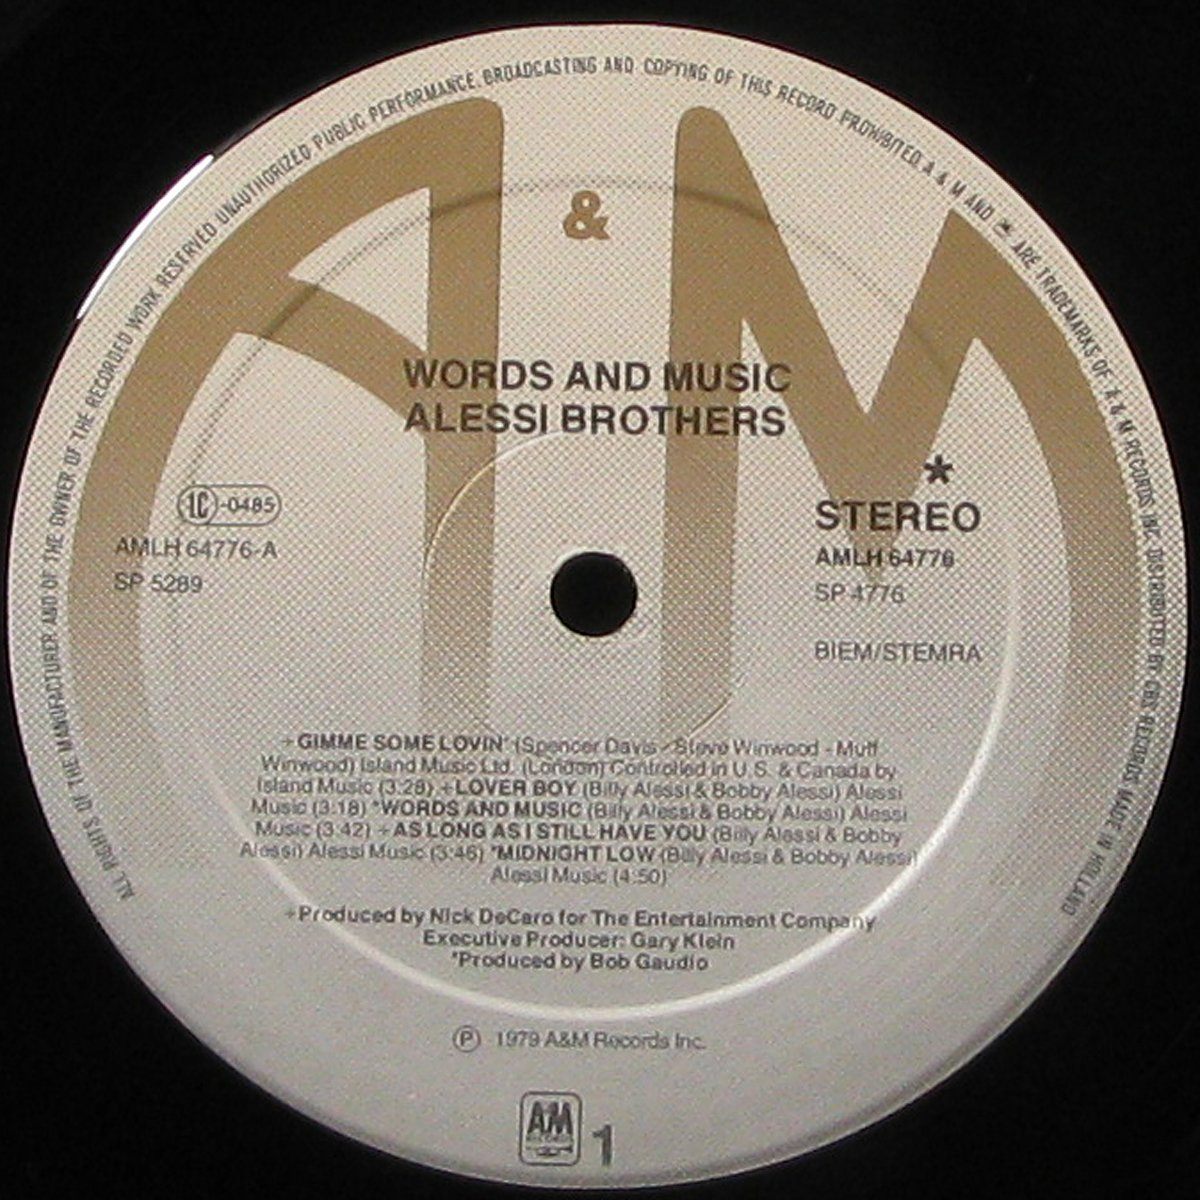 ALL RIGHTS OF THE MANUFACTURER AND OF THE OWNER OF THE RECORDED WORK RESERVED UNAUTHORIZED PUBLIC PERFORMANCE BROADCASTING AND COPYING OF THIS RECORD PROHIBITED. A & M AND * ARE TRADEMARKS OF A & M RECORDS INC. DISTRIBUTED BY CBS RECORDS MADE IN HOLLAND
A & M
WORDS AND MUSIC
ALESSI BROTHERS
*
1C -0485
STEREO
AMLH 64776-A
AMLH 64776
SP 5289
SP 4776
BIEM/STEMRA
+GIMME SOME LOVIN' (Spencer Davis - Steve Winwood - Muff
Winwood) Island Music Ltd. (London) Controlled in U.S. & Canada by
Island Music (3:28) +LOVER BOY (Billy Alessi & Bobby Alessi) Alessi
Music (3:18) *WORDS AND MUSIC (Billy Alessi & Bobby Alessi) Alessi
Music (3:42) +AS LONG AS I STILL HAVE YOU (Billy Alessi & Bobby
Alessi) Alessi Music (3:46) *MIDNIGHT LOW (Billy Alessi & Bobby Alessi)
Alessi Music (4:50)
+Produced by Nick DeCaro for The Entertainment Company
Executive Producer: Gary Klein
*Produced by Bob Gaudio
Ⓟ 1979 A&M Records Inc.
A&M
RECORDS
1